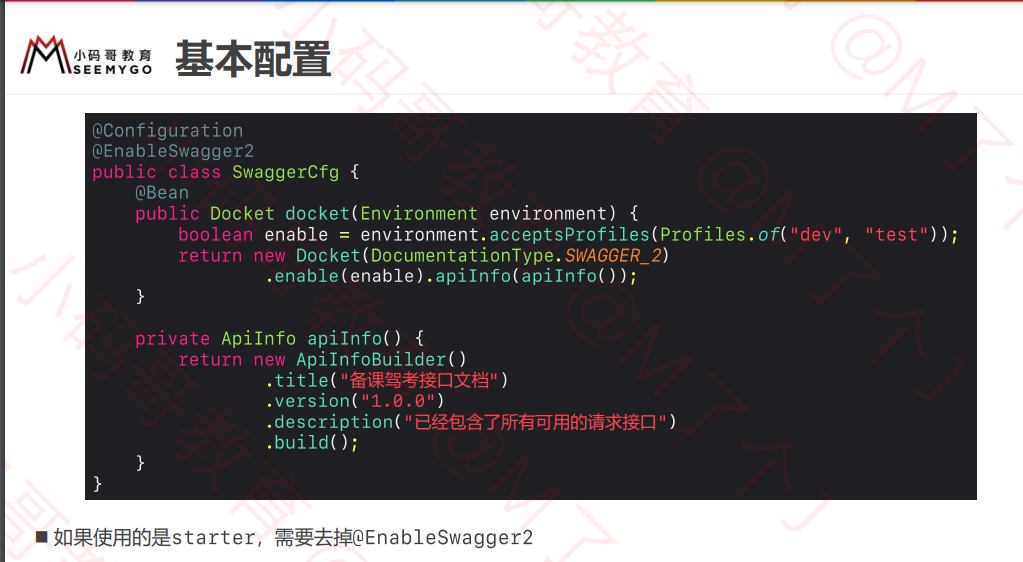 小码哥教育
SEEMYGO
基本配置
@Configuration
@EnableSwagger2
public class SwaggerCfg {
    @Bean
    public Docket docket(Environment environment) {
        boolean enable = environment.acceptsProfiles(Profiles.of("dev", "test"));
        return new Docket(DocumentationType.SWAGGER_2)
                .enable(enable).apiInfo(apiInfo());
    }

    private ApiInfo apiInfo() {
        return new ApiInfoBuilder()
                .title("备课驾考接口文档")
                .version("1.0.0")
                .description("已经包含了所有可用的请求接口")
                .build();
    }
}
■ 如果使用的是starter，需要去掉@EnableSwagger2